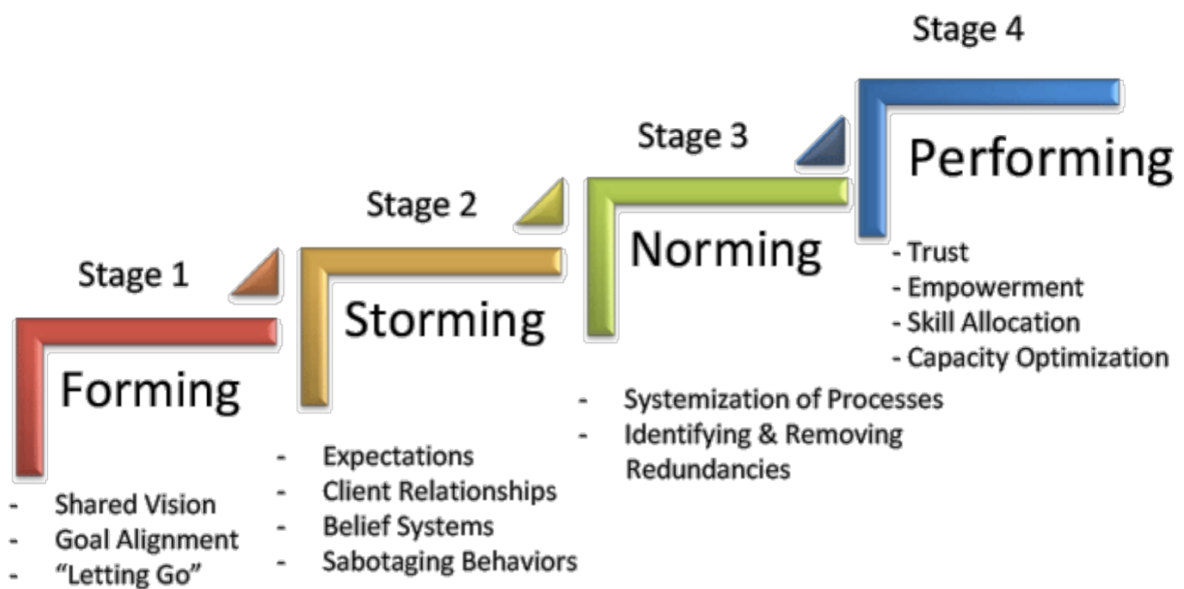 Stage 1
Forming
- Shared Vision
- Goal Alignment
- “Letting Go”
Stage 2
Storming
- Expectations
- Client Relationships
- Belief Systems
- Sabotaging Behaviors
Stage 3
Norming
- Systemization of Processes
- Identifying & Removing
Redundancies
Stage 4
Performing
- Trust
- Empowerment
- Skill Allocation
- Capacity Optimization